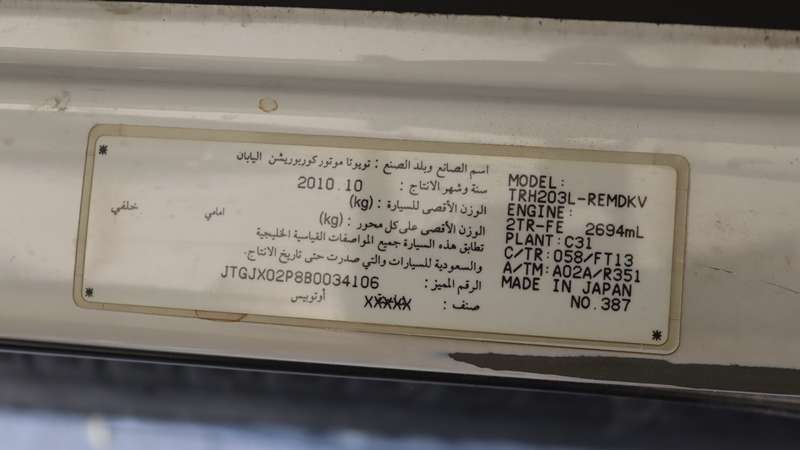 اسم الصانع وبلد الصنع : تويوتا موتور كوربوريشن اليابان
سنة وشهر الانتاج : 2010.10
الوزن الأقصى للسيارة : (kg)
الوزن الأقصى على كل محور : (kg) امامي خلفي
تطابق هذه السيارة جميع المواصفات القياسية الخليجية
والسعودية للسيارات والتي صدرت حتى تاريخ الانتاج.
الرقم المميز: JTGJX02P8B0034106
صنف : XXXXX أوتوبيس
MODEL:
TRH203L-REMDKV
ENGINE:
2TR-FE 2694mL
PLANT:C31
C/TR:058/FT13
A/TM:A02A/R351
MADE IN JAPAN
NO.387